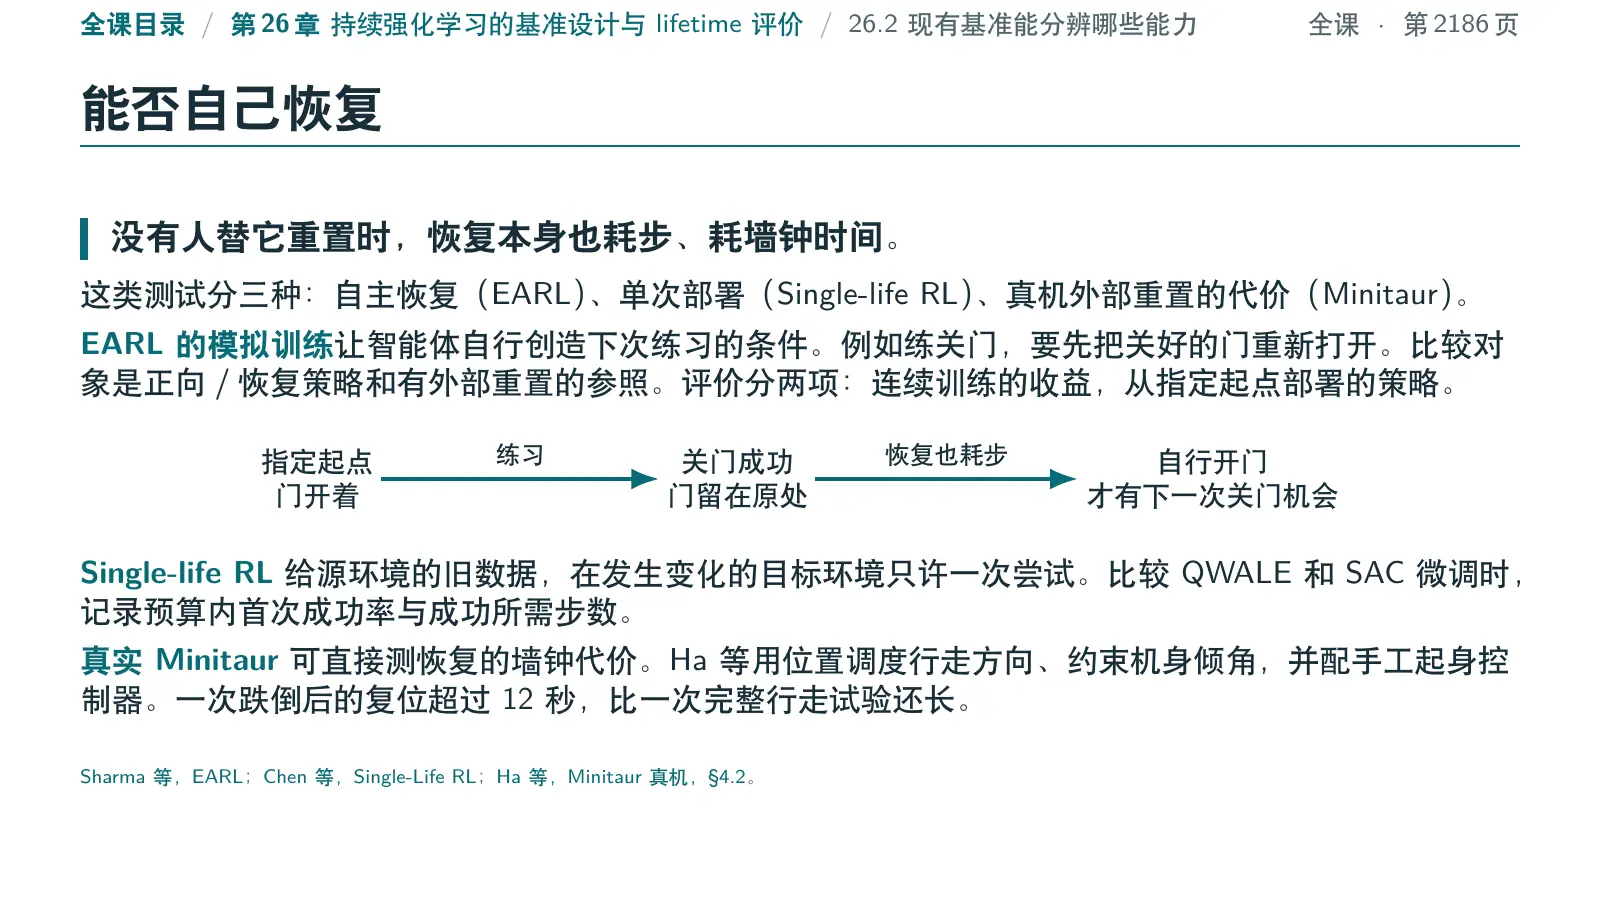 全课目录 / 第 26 章 持续强化学习的基准设计与 lifetime 评价 / 26.2 现有基准能分辨哪些能力 全课 · 第 2186 页
能否自己恢复
没有人替它重置时，恢复本身也耗步、耗墙钟时间。
这类测试分三种：自主恢复（EARL）、单次部署（Single-life RL）、真机外部重置的代价（Minitaur）。
EARL 的模拟训练让智能体自行创造下次练习的条件。例如练关门，要先把关好的门重新打开。比较对
象是正向 / 恢复策略和有外部重置的参照。评价分两项：连续训练的收益，从指定起点部署的策略。
指定起点
门开着
练习
关门成功
门留在原处
恢复也耗步
自行开门
才有下一次关门机会
Single-life RL 给源环境的旧数据，在发生变化的目标环境只许一次尝试。比较 QWALE 和 SAC 微调时，
记录预算内首次成功率与成功所需步数。
真实 Minitaur 可直接测恢复的墙钟代价。Ha 等用位置调度行走方向、约束机身倾角，并配手工起身控
制器。一次跌倒后的复位超过 12 秒，比一次完整行走试验还长。
Sharma 等，EARL；Chen 等，Single-Life RL；Ha 等，Minitaur 真机，§4.2。